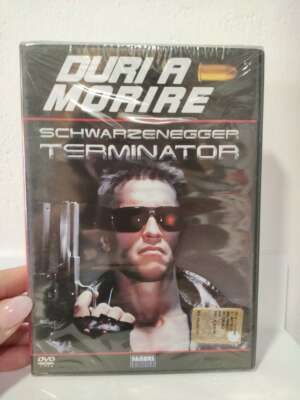 DURI A
MORIRE
SCHWARZENEGGER
TERMINATOR
DVD